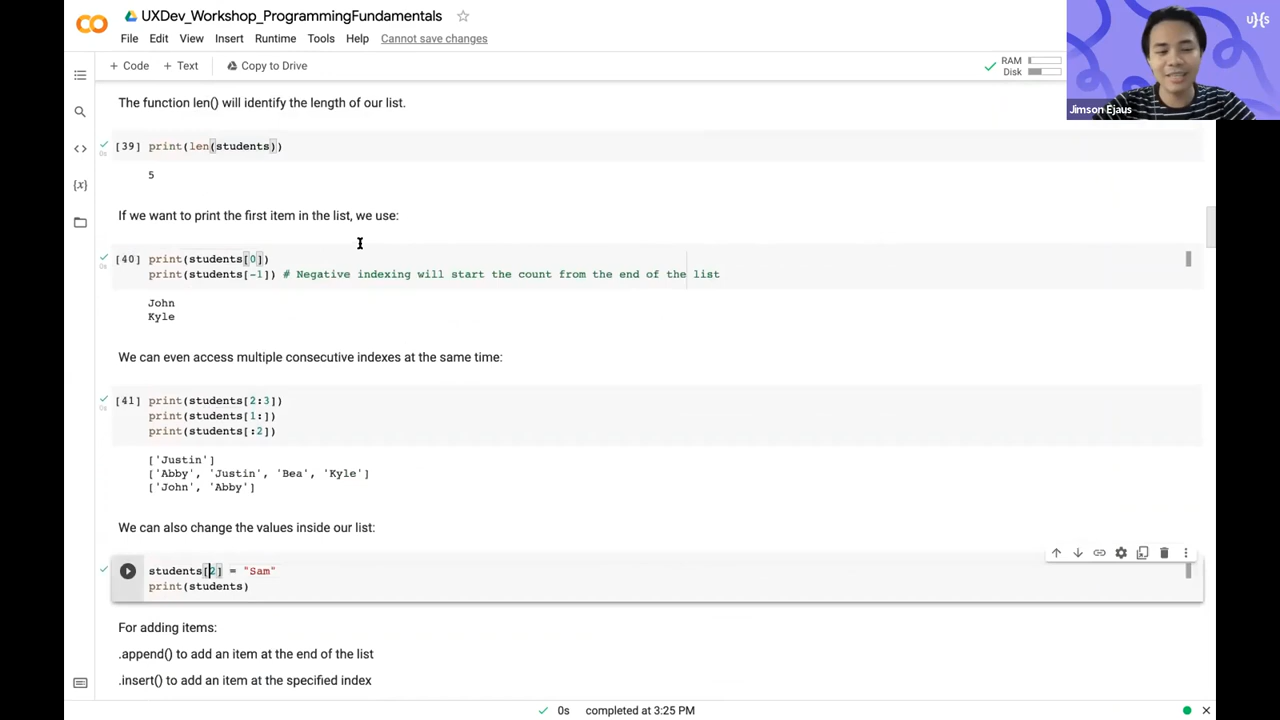 UXDev_Workshop_ProgrammingFundamentals
File Edit View Insert Runtime Tools Help Cannot save changes
+ Code + Text Copy to Drive
RAM
Disk
u}{s
Jimson Ejaus
The function len() will identify the length of our list.
[39] print(len(students))
0s
5
If we want to print the first item in the list, we use:
[40] print(students[0])
0s
print(students[-1]) # Negative indexing will start the count from the end of the list
John
Kyle
We can even access multiple consecutive indexes at the same time:
[41] print(students[2:3])
0s
print(students[1:])
print(students[:2])
['Justin']
['Abby', 'Justin', 'Bea', 'Kyle']
['John', 'Abby']
We can also change the values inside our list:
students[2] = "Sam"
print(students)
For adding items:
.append() to add an item at the end of the list
.insert() to add an item at the specified index
0s completed at 3:25 PM